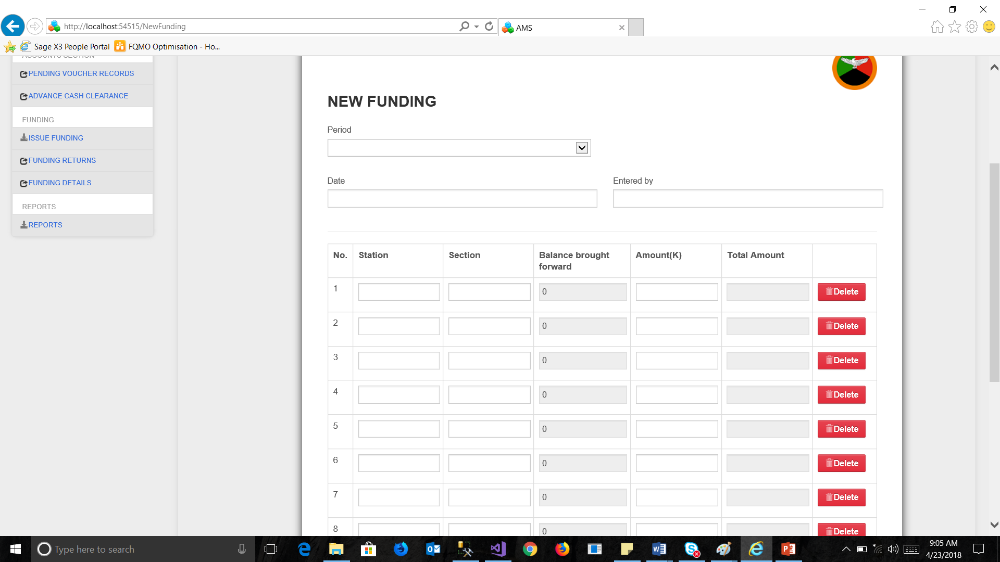 http://localhost:54515/NewFunding
AMS
Sage X3 People Portal
FQMO Optimisation - Ho...
ACCOUNTS SECTION
PENDING VOUCHER RECORDS
ADVANCE CASH CLEARANCE
FUNDING
ISSUE FUNDING
FUNDING RETURNS
FUNDING DETAILS
REPORTS
REPORTS
NEW FUNDING
Period
Date Entered by
No. Station Section Balance brought forward Amount(K) Total Amount
1 0 Delete
2 0 Delete
3 0 Delete
4 0 Delete
5 0 Delete
6 0 Delete
7 0 Delete
8 0 Delete
Type here to search
9:05 AM
4/23/2018